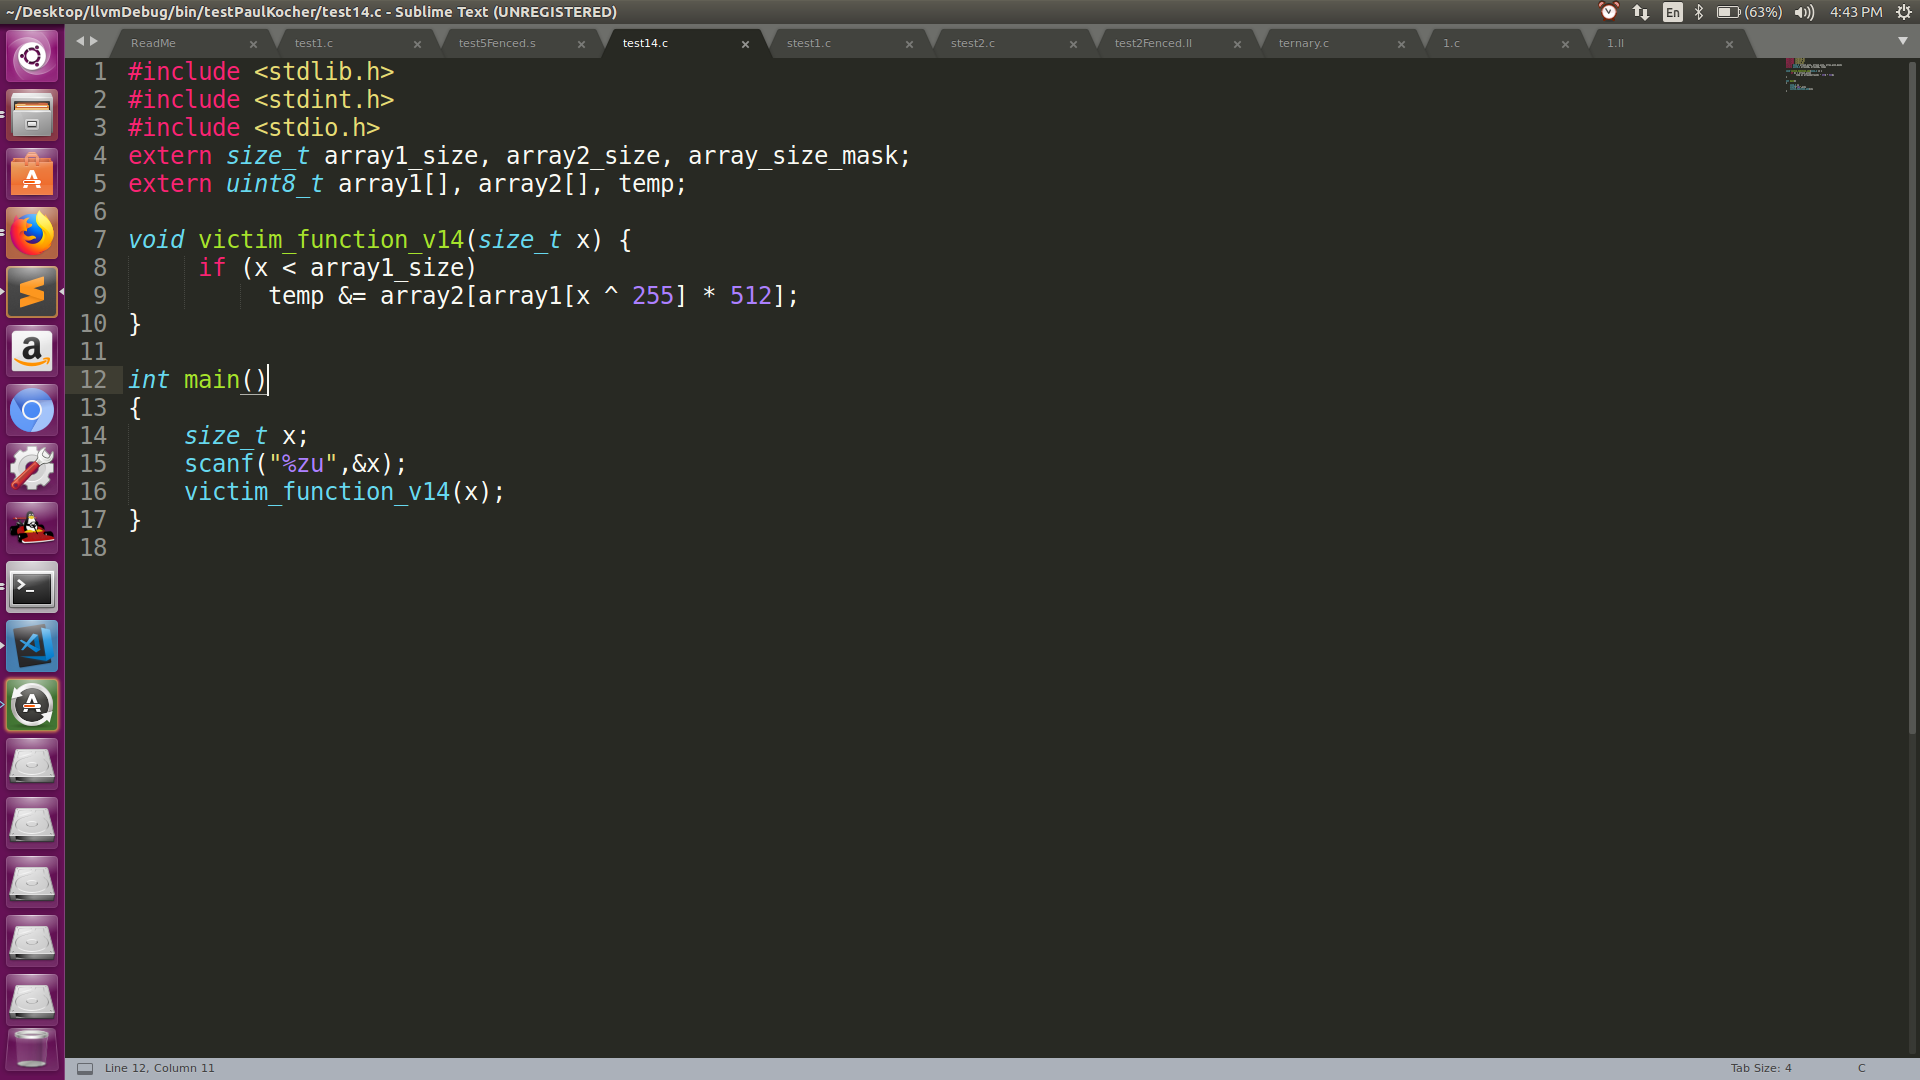 ~/Desktop/llvmDebug/bin/testPaulKocher/test14.c - Sublime Text (UNREGISTERED)
En
(63%)
4:43 PM
ReadMe
test1.c
test5Fenced.s
test14.c
stest1.c
stest2.c
test2Fenced.ll
ternary.c
1.c
1.ll
1 #include <stdlib.h>
2 #include <stdint.h>
3 #include <stdio.h>
4 extern size_t array1_size, array2_size, array_size_mask;
5 extern uint8_t array1[], array2[], temp;
6
7 void victim_function_v14(size_t x) {
8 if (x < array1_size)
9 temp &= array2[array1[x ^ 255] * 512];
10 }
11
12 int main()
13 {
14 size_t x;
15 scanf("%zu",&x);
16 victim_function_v14(x);
17 }
18
Line 12, Column 11
Tab Size: 4
C